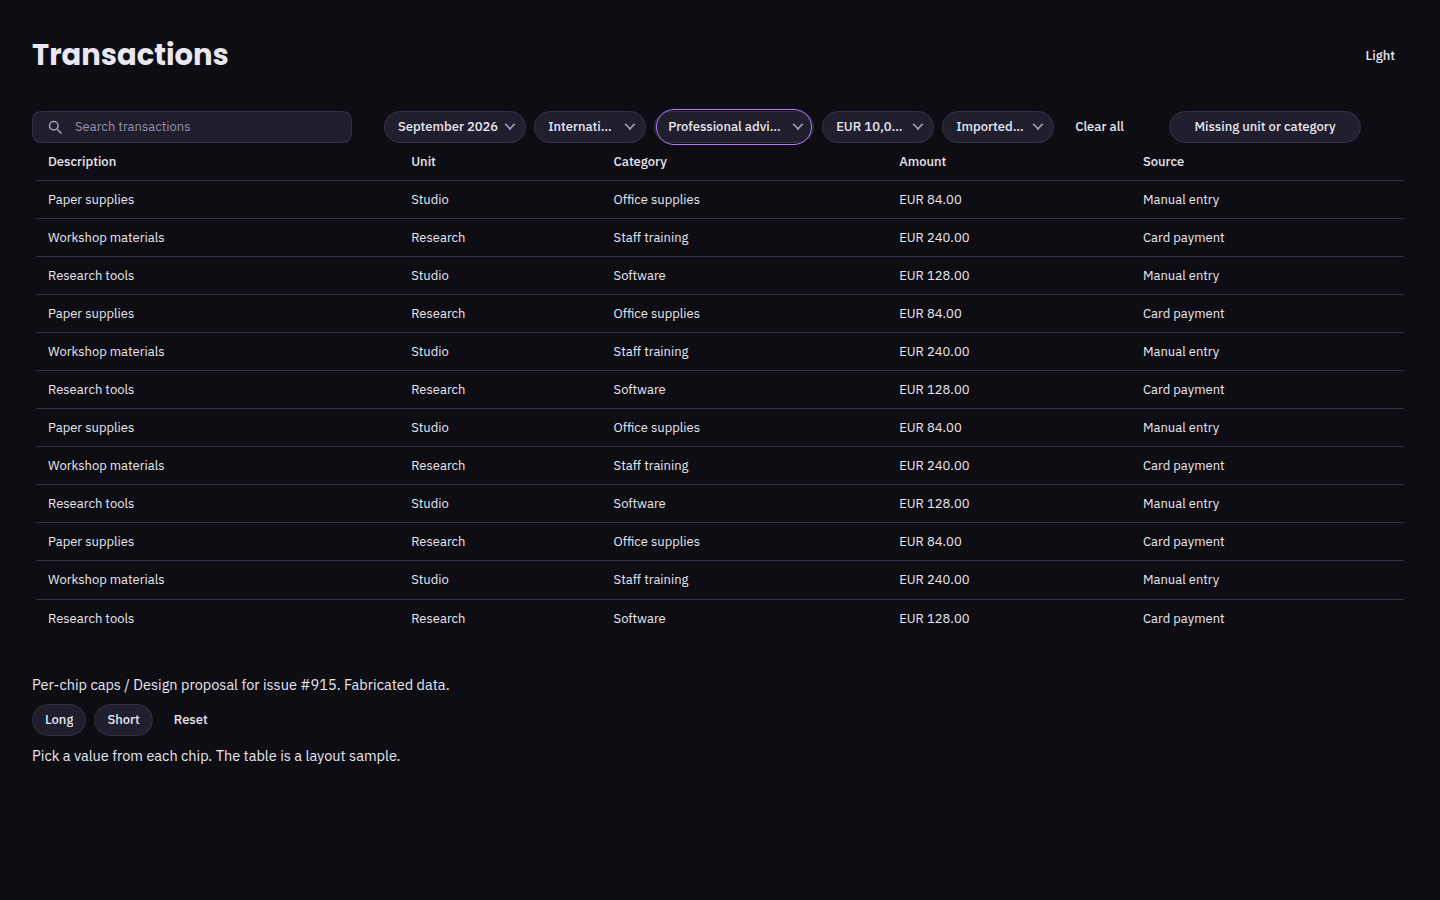 Transactions
Light
Search transactions
September 2026
Internati...
Professional advi...
EUR 10,0...
Imported...
Clear all
Missing unit or category
Description Unit Category Amount Source
Paper supplies Studio Office supplies EUR 84.00 Manual entry
Workshop materials Research Staff training EUR 240.00 Card payment
Research tools Studio Software EUR 128.00 Manual entry
Paper supplies Research Office supplies EUR 84.00 Card payment
Workshop materials Studio Staff training EUR 240.00 Manual entry
Research tools Research Software EUR 128.00 Card payment
Paper supplies Studio Office supplies EUR 84.00 Manual entry
Workshop materials Research Staff training EUR 240.00 Card payment
Research tools Studio Software EUR 128.00 Manual entry
Paper supplies Research Office supplies EUR 84.00 Card payment
Workshop materials Studio Staff training EUR 240.00 Manual entry
Research tools Research Software EUR 128.00 Card payment
Per-chip caps / Design proposal for issue #915. Fabricated data.
Long Short Reset
Pick a value from each chip. The table is a layout sample.